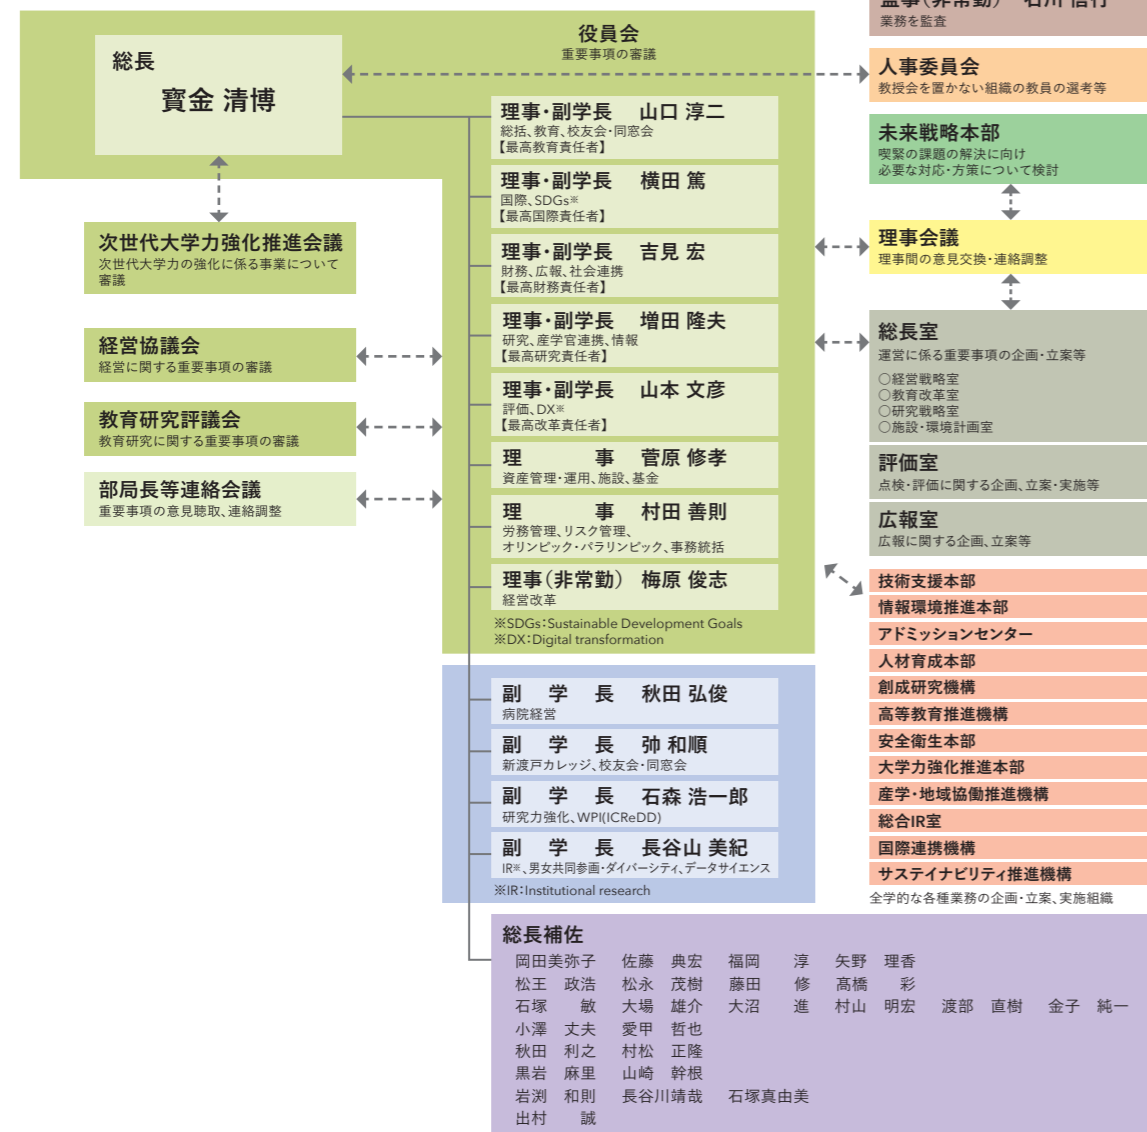 役員会
重要事項の審議
総長
寳金 清博
理事・副学長 山口 淳二
総括、教育、校友会・同窓会
【最高教育責任者】
理事・副学長 横田 篤
国際、SDGs※
【最高国際責任者】
理事・副学長 吉見 宏
財務、広報、社会連携
【最高財務責任者】
理事・副学長 増田 隆夫
研究、産学官連携、情報
【最高研究責任者】
理事・副学長 山本 文彦
評価、DX※
【最高改革責任者】
理 事 菅原 修孝
資産管理・運用、施設、基金
理 事 村田 善則
労務管理、リスク管理、
オリンピック・パラリンピック、事務統括
理事(非常勤) 梅原 俊志
経営改革
※SDGs:Sustainable Development Goals
※DX:Digital transformation
次世代大学力強化推進会議
次世代大学力の強化に係る事業について
審議
経営協議会
経営に関する重要事項の審議
教育研究評議会
教育研究に関する重要事項の審議
部局長等連絡会議
重要事項の意見聴取、連絡調整
副 学 長 秋田 弘俊
病院経営
副 学 長 弥 和順
新渡戸カレッジ、校友会・同窓会
副 学 長 石森 浩一郎
研究力強化、WPI(ICReDD)
副 学 長 長谷山 美紀
IR※、男女共同参画・ダイバーシティ、データサイエンス
※IR:Institutional research
総長補佐
岡田美弥子 佐藤 典宏 福岡 淳 矢野 理香
松王 政浩 松永 茂樹 藤田 修 髙橋 彩
石塚 敏 大場 雄介 大沼 進 村山 明宏 渡部 直樹 金子 純一
小澤 丈夫 愛甲 哲也
秋田 利之 村松 正隆
黒岩 麻里 山崎 幹根
岩渕 和則 長谷川靖哉 石塚真由美
出村 誠
監事(非常勤) 石川 信行
業務を監査
人事委員会
教授会を置かない組織の教員の選考等
未来戦略本部
喫緊の課題の解決に向け
必要な対応・方策について検討
理事会議
理事間の意見交換・連絡調整
総長室
運営に係る重要事項の企画・立案等
○経営戦略室
○教育改革室
○研究戦略室
○施設・環境計画室
評価室
点検・評価に関する企画、立案・実施等
広報室
広報に関する企画、立案等
技術支援本部
情報環境推進本部
アドミッションセンター
人材育成本部
創成研究機構
高等教育推進機構
安全衛生本部
大学力強化推進本部
産学・地域協働推進機構
総合IR室
国際連携機構
サステイナビリティ推進機構
全学的な各種業務の企画・立案、実施組織